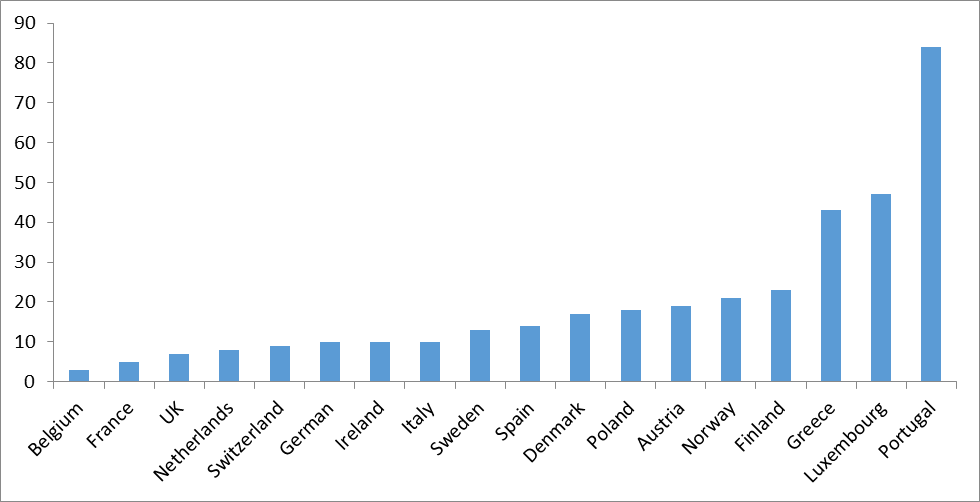 90
80
70
60
50
40
30
20
10
0
Belgium
France
UK
Netherlands
Switzerland
German
Ireland
Italy
Sweden
Spain
Denmark
Poland
Austria
Norway
Finland
Greece
Luxembourg
Portugal